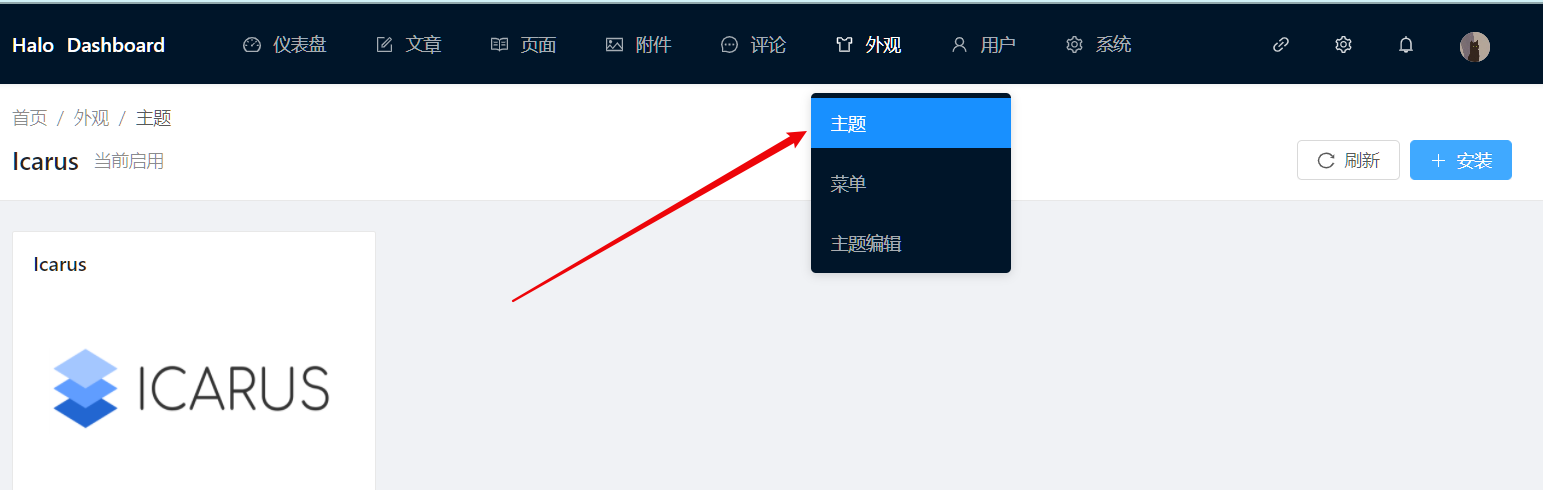 Halo Dashboard 仪表盘 文章 页面 附件 评论 外观 用户 系统
首页 / 外观 / 主题
主题
菜单
主题编辑
Icarus 当前启用
刷新 + 安装
Icarus
ICARUS